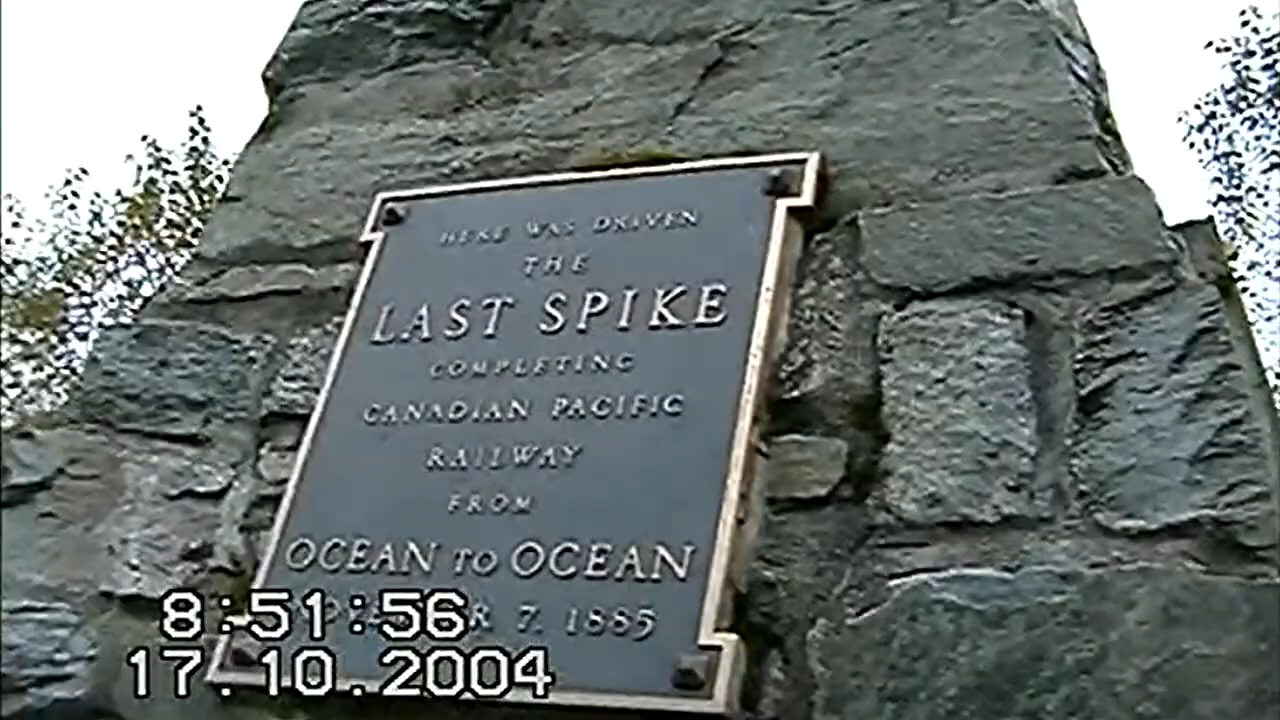 HERE WAS DRIVEN
THE
LAST SPIKE
COMPLETING
CANADIAN PACIFIC
RAILWAY
FROM
OCEAN TO OCEAN
7. 1885
8:51:56
17.10.2004